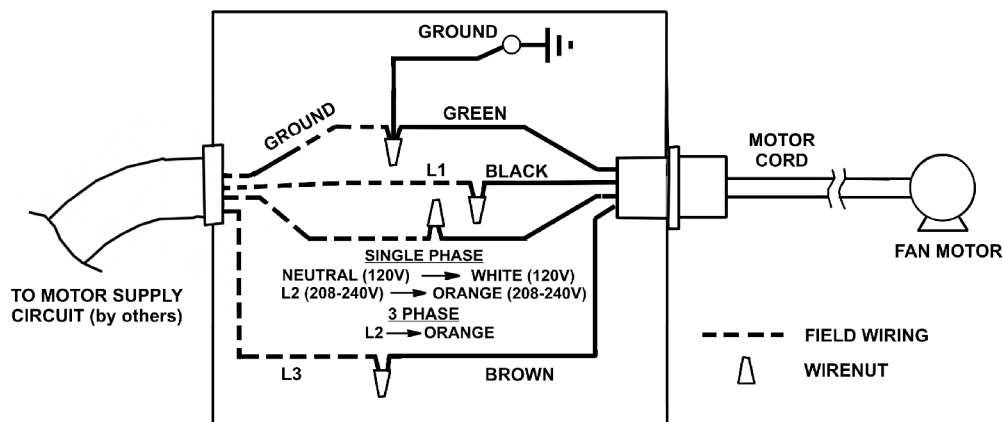 GROUND
GROUND
GREEN
MOTOR
CORD
L1
BLACK
FAN MOTOR
SINGLE PHASE
NEUTRAL (120V) → WHITE (120V)
L2 (208-240V) → ORANGE (208-240V)
TO MOTOR SUPPLY
CIRCUIT (by others)
3 PHASE
L2 → ORANGE
FIELD WIRING
L3
BROWN
WIRENUT